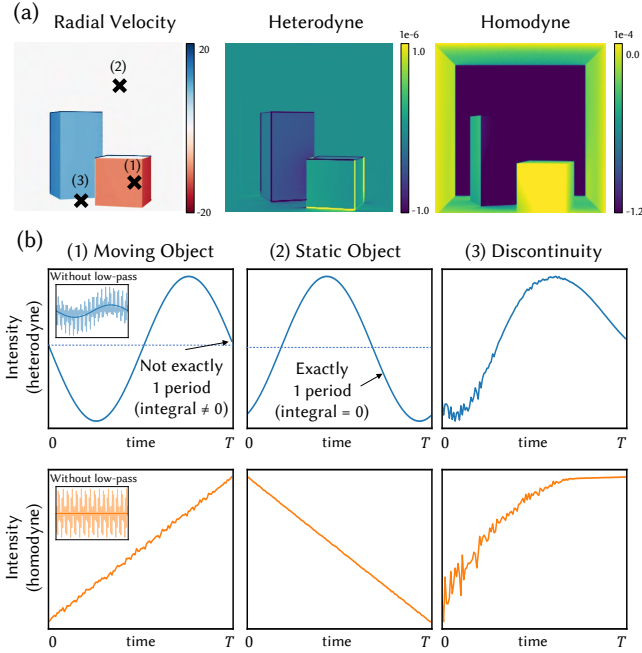 (a)
Radial Velocity
Heterodyne
Homodyne
20
0
-20
1e-6
1.0
-1.0
1e-4
0.0
-1.2
(2)
(1)
(3)
(b)
(1) Moving Object
(2) Static Object
(3) Discontinuity
Intensity
(heterodyne)
Without low-pass
Not exactly
1 period
(integral ≠ 0)
Exactly
1 period
(integral = 0)
0 time T
0 time T
0 time T
Intensity
(homodyne)
Without low-pass
0 time T
0 time T
0 time T